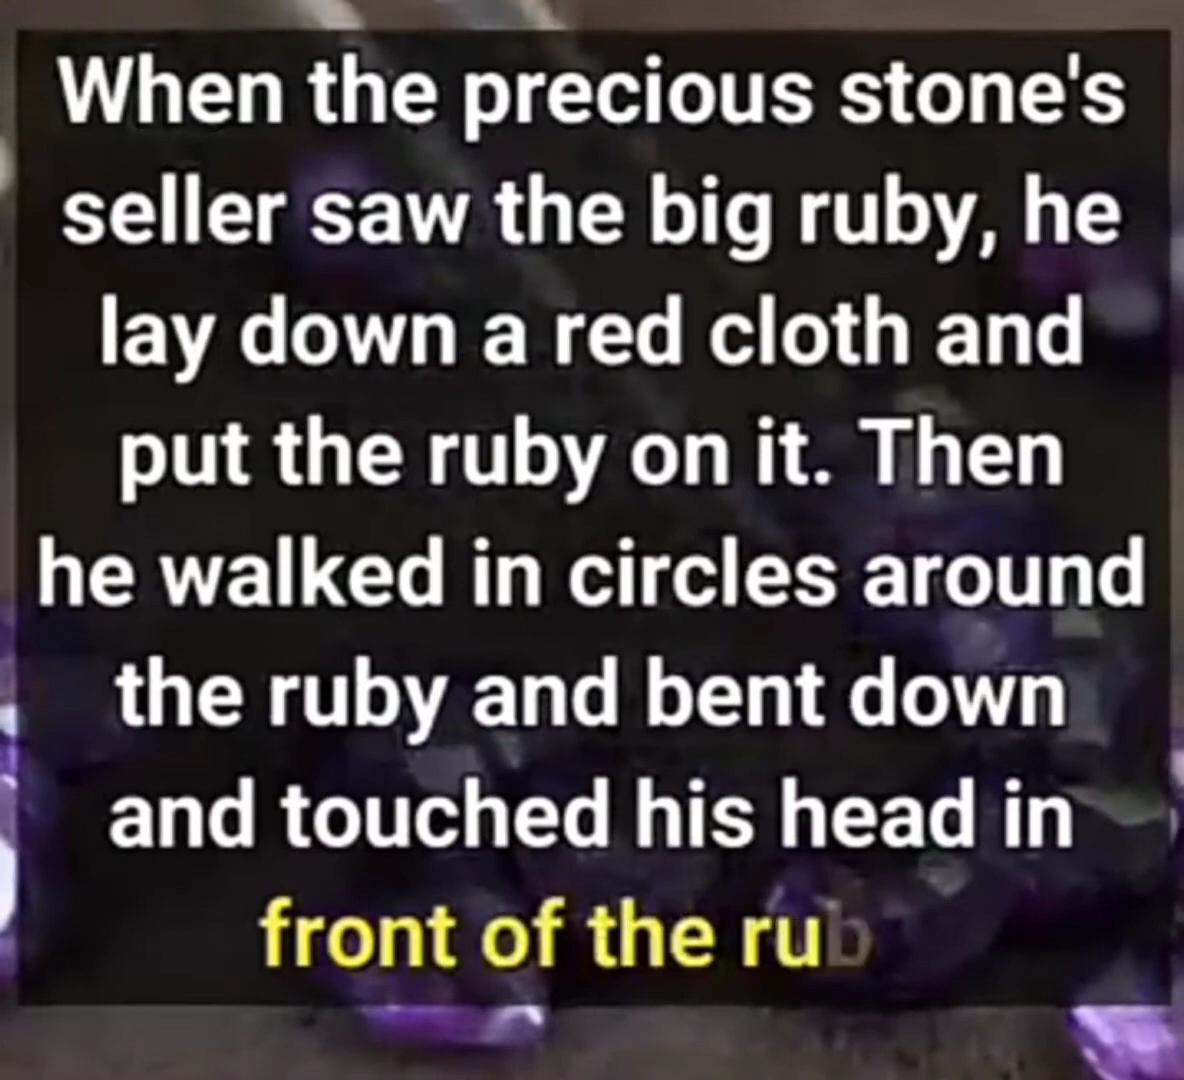 When the precious stone's
seller saw the big ruby, he
lay down a red cloth and
put the ruby on it. Then
he walked in circles around
the ruby and bent down
and touched his head in
front of the rub